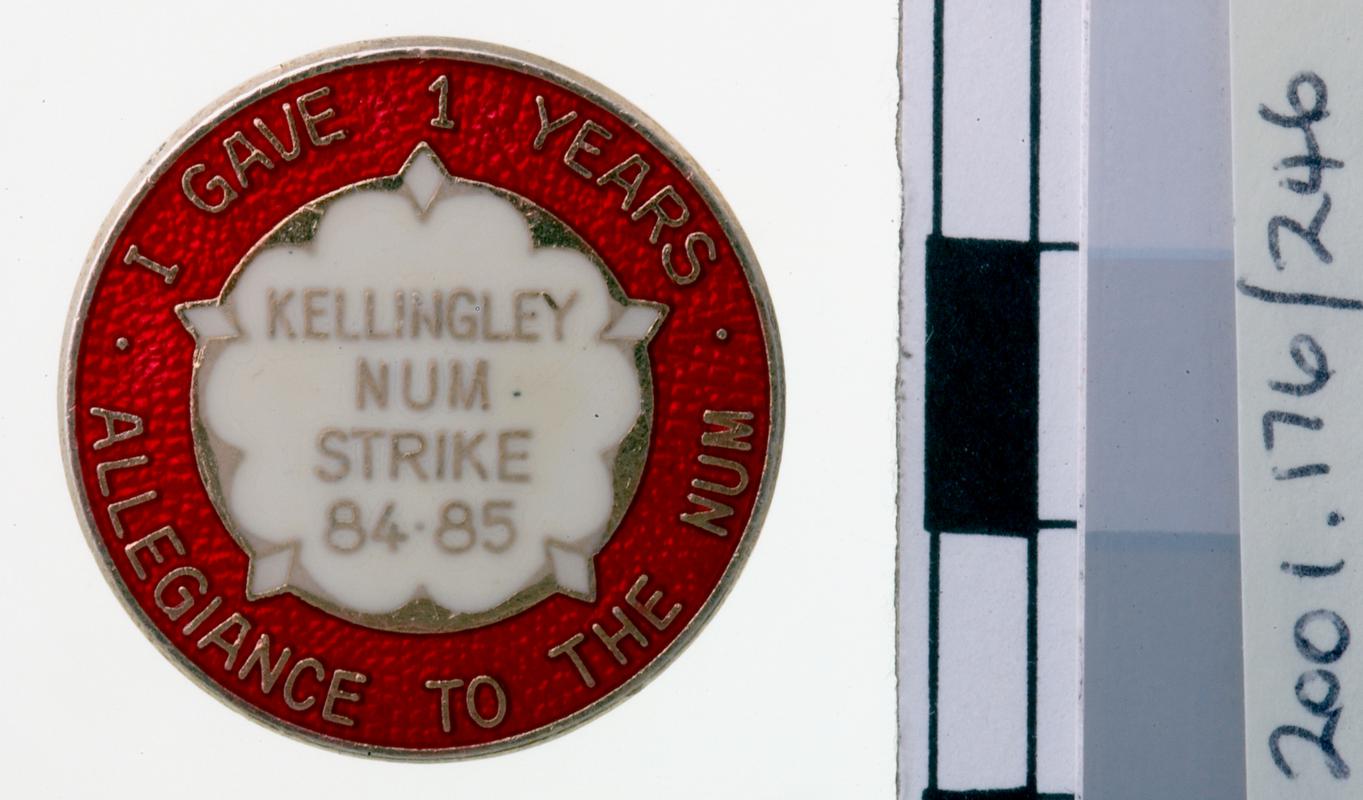 I GAVE 1 YEARS
· ALLEGIANCE TO THE NUM ·
KELLINGLEY
NUM
STRIKE
84·85
2001.176/246